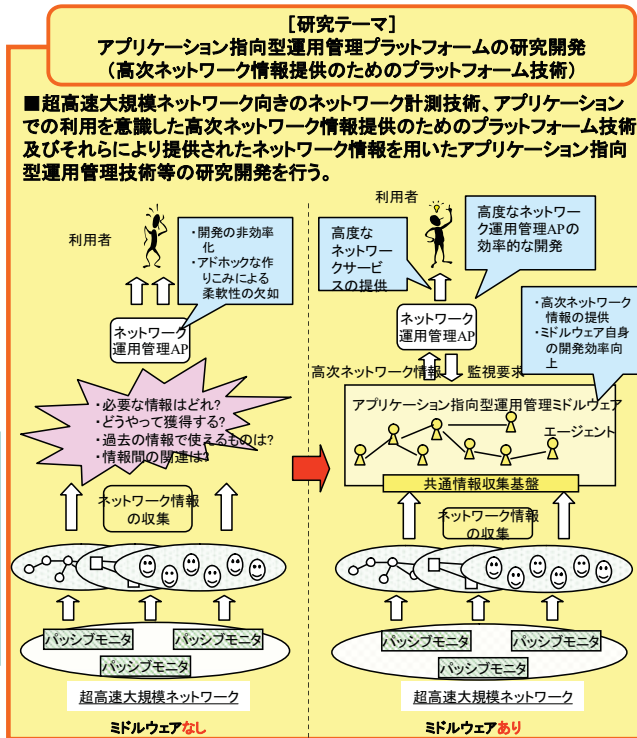 [研究テーマ]
アプリケーション指向型運用管理プラットフォームの研究開発
(高次ネットワーク情報提供のためのプラットフォーム技術)
■超高速大規模ネットワーク向きのネットワーク計測技術、アプリケーション
での利用を意識した高次ネットワーク情報提供のためのプラットフォーム技術
及びそれらにより提供されたネットワーク情報を用いたアプリケーション指向
型運用管理技術等の研究開発を行う。
利用者
・開発の非効率
化
・アドホックな作
りこみによる
柔軟性の欠如
ネットワーク
運用管理AP
・必要な情報はどれ?
・どうやって獲得する?
・過去の情報で使えるものは?
・情報間の関連は?
ネットワーク情報
の収集
パッシブモニタ
パッシブモニタ
パッシブモニタ
超高速大規模ネットワーク
ミドルウェアなし
利用者
高度な
ネットワー
クサービ
スの提供
高度なネットワー
ク運用管理APの
効率的な開発
ネットワーク
運用管理AP
・高次ネットワーク
情報の提供
・ミドルウェア自身
の開発効率向
上
高次ネットワーク情報
監視要求
アプリケーション指向型運用管理ミドルウェア
エージェント
共通情報収集基盤
ネットワーク情報
の収集
パッシブモニタ
パッシブモニタ
パッシブモニタ
超高速大規模ネットワーク
ミドルウェアあり